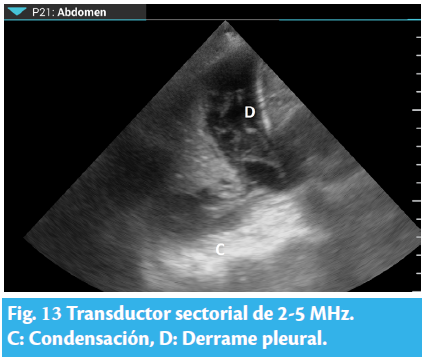 P21: Abdomen
D
C
Fig. 13 Transductor sectorial de 2-5 MHz.
C: Condensación, D: Derrame pleural.